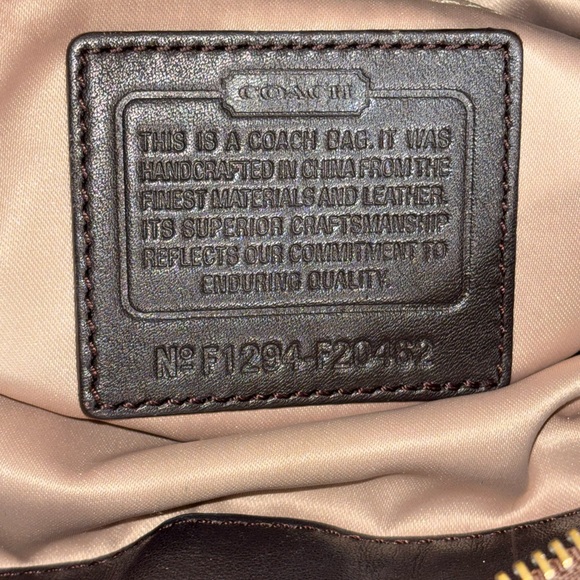 COACH
THIS IS A COACH BAG. IT WAS
HANDCRAFTED IN CHINA FROM THE
FINEST MATERIALS AND LEATHER.
ITS SUPERIOR CRAFTSMANSHIP
REFLECTS OUR COMMITMENT TO
ENDURING QUALITY.
Nº F1294-F20462